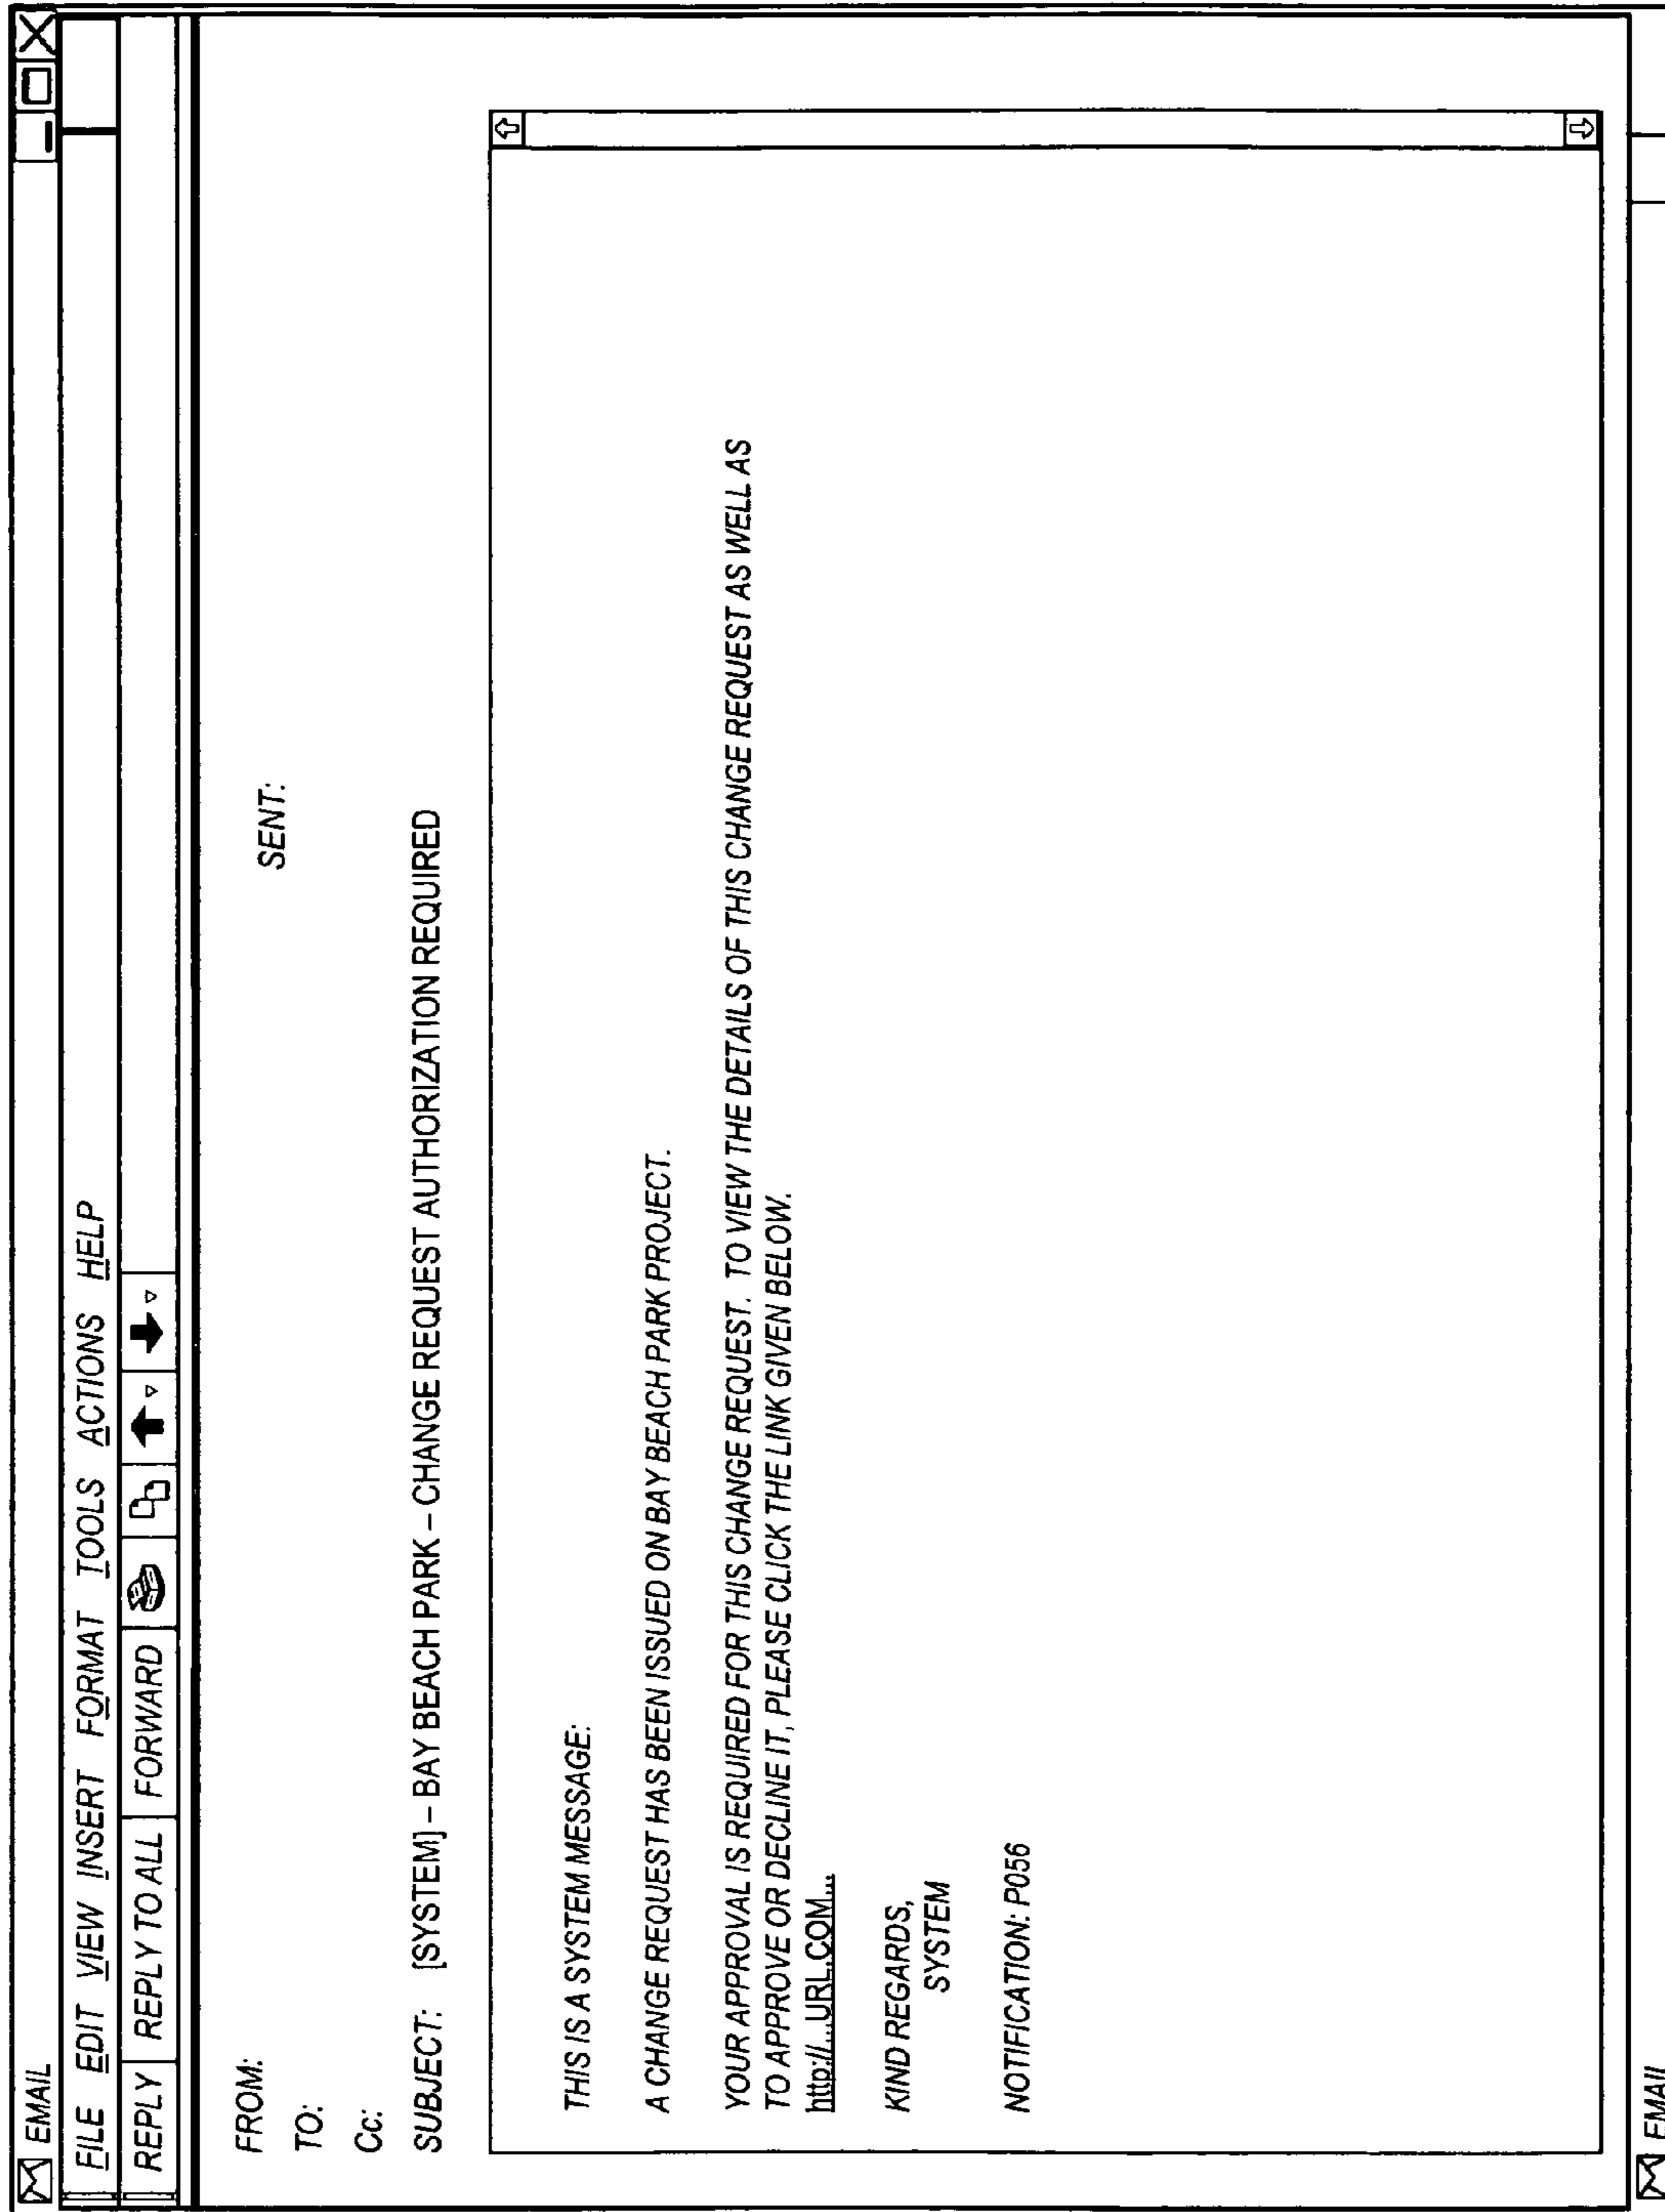 EMAIL
FILE EDIT VIEW INSERT FORMAT TOOLS ACTIONS HELP
REPLY REPLY TO ALL FORWARD
FROM:
SENT:
TO:
Cc:
SUBJECT: [SYSTEM] – BAY BEACH PARK – CHANGE REQUEST AUTHORIZATION REQUIRED
THIS IS A SYSTEM MESSAGE:
A CHANGE REQUEST HAS BEEN ISSUED ON BAY BEACH PARK PROJECT.
YOUR APPROVAL IS REQUIRED FOR THIS CHANGE REQUEST. TO VIEW THE DETAILS OF THIS CHANGE REQUEST AS WELL AS
TO APPROVE OR DECLINE IT, PLEASE CLICK THE LINK GIVEN BELOW.
http://...URL.COM...
KIND REGARDS,
SYSTEM
NOTIFICATION: P056
EMAIL